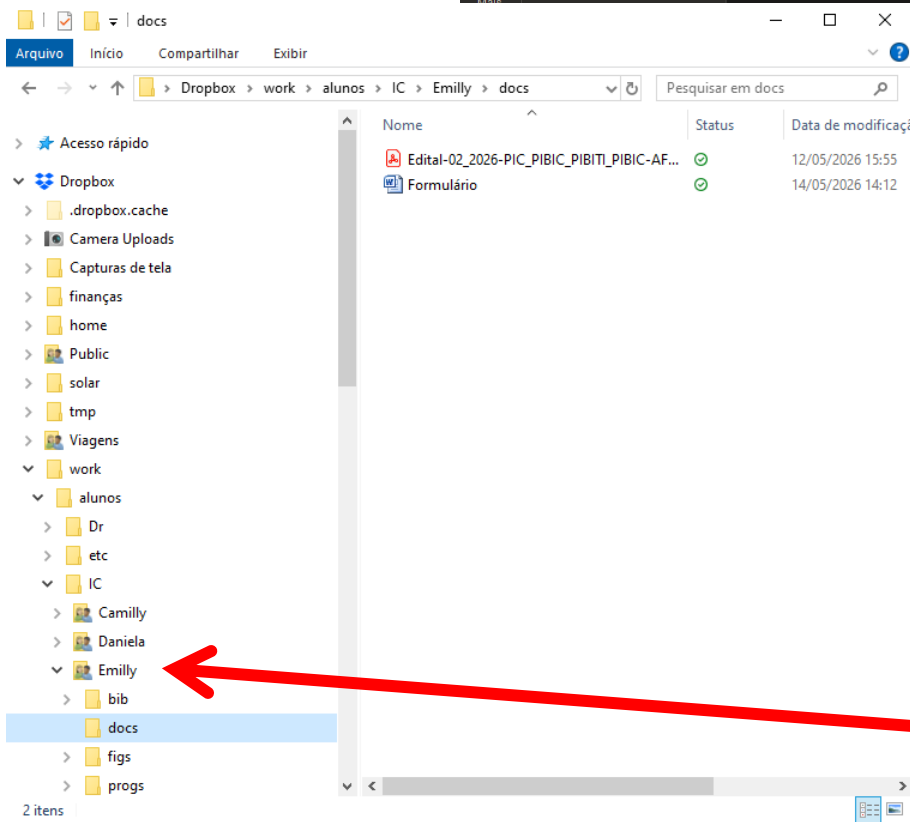 docs
Arquivo Início Compartilhar Exibir
Dropbox > work > alunos > IC > Emilly > docs Pesquisar em docs
Nome Status Data de modificaçã
Acesso rápido
Edital-02_2026-PIC_PIBIC_PIBITI_PIBIC-AF... 12/05/2026 15:55
Dropbox
Formulário 14/05/2026 14:12
.dropbox.cache
Camera Uploads
Capturas de tela
finanças
home
Public
solar
tmp
Viagens
work
alunos
Dr
etc
IC
Camilly
Daniela
Emilly
bib
docs
figs
progs
2 itens